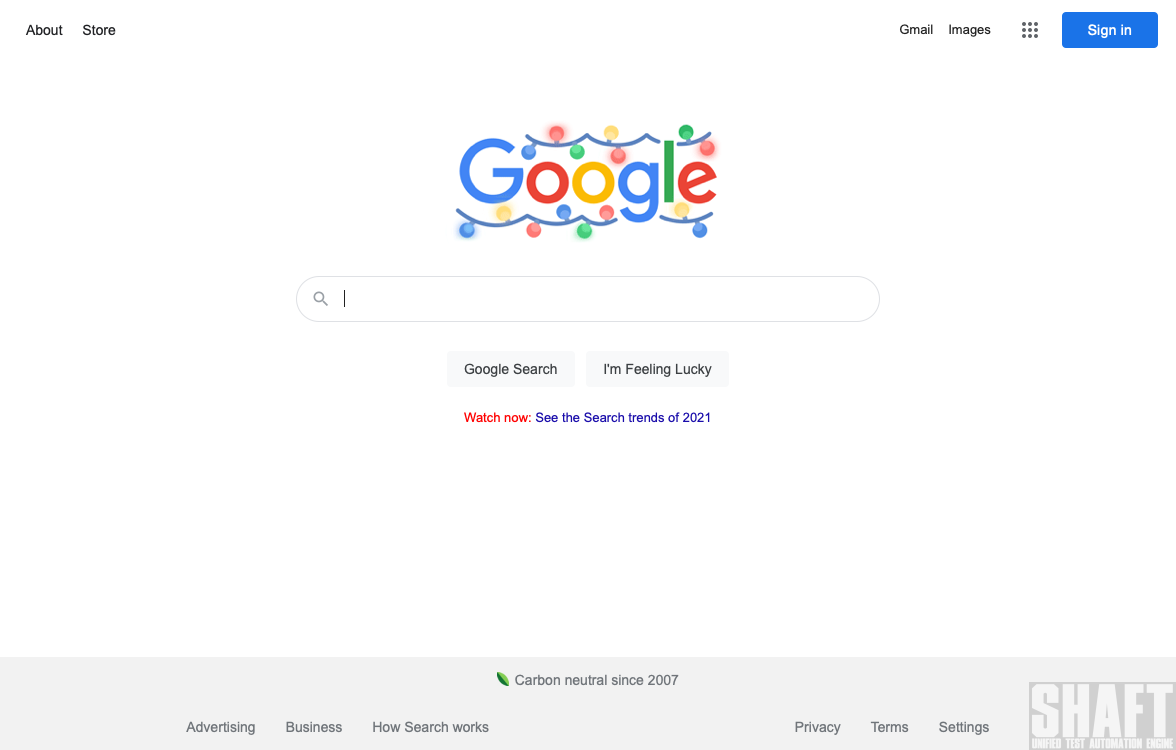 About Store Gmail Images Sign in
Google
Google Search I'm Feeling Lucky
Watch now: See the Search trends of 2021
Carbon neutral since 2007
Advertising Business How Search works Privacy Terms Settings
SHAFT
UNIFIED TEST AUTOMATION ENGINE